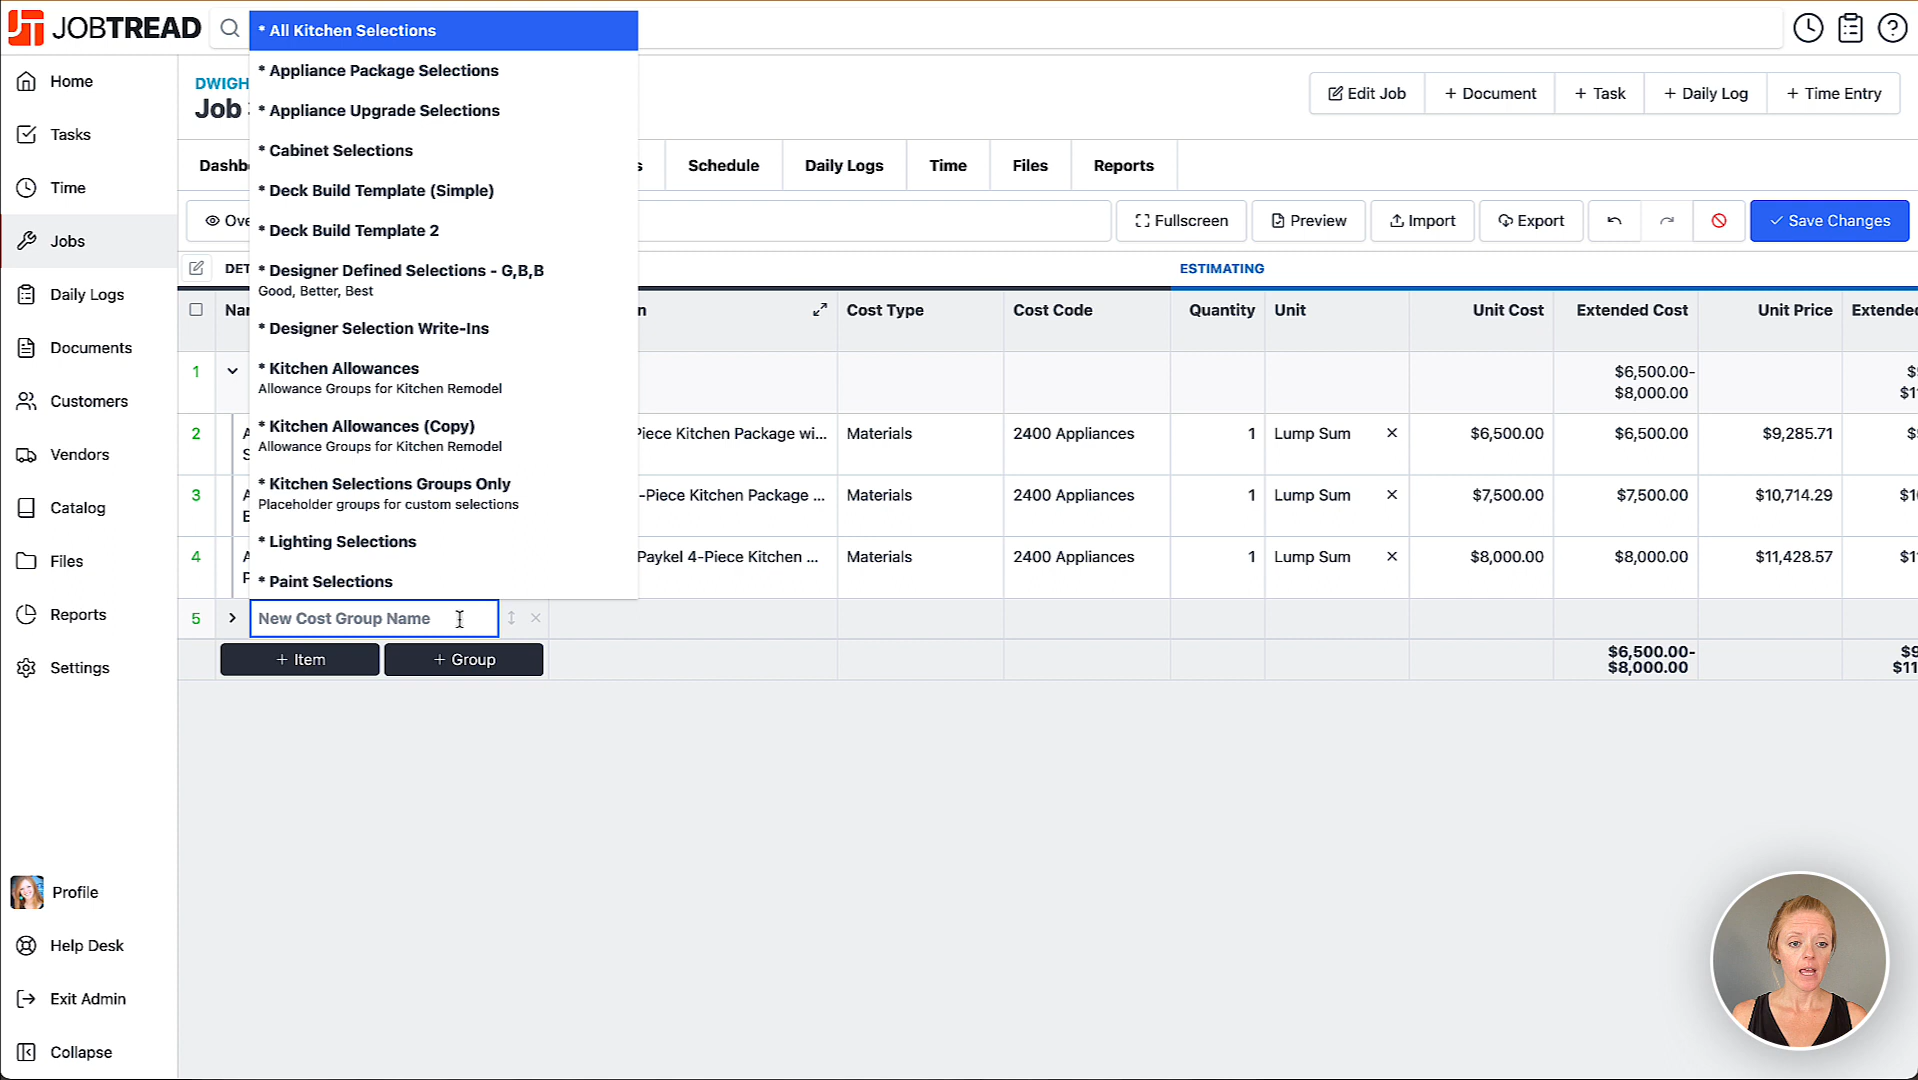 JOBTREAD
* All Kitchen Selections
* Appliance Package Selections
* Appliance Upgrade Selections
* Cabinet Selections
* Deck Build Template (Simple)
* Deck Build Template 2
* Designer Defined Selections - G,B,B
Good, Better, Best
* Designer Selection Write-Ins
* Kitchen Allowances
Allowance Groups for Kitchen Remodel
* Kitchen Allowances (Copy)
Allowance Groups for Kitchen Remodel
* Kitchen Selections Groups Only
Placeholder groups for custom selections
* Lighting Selections
* Paint Selections
Home
Tasks
Time
Jobs
Daily Logs
Documents
Customers
Vendors
Catalog
Files
Reports
Settings
Profile
Help Desk
Exit Admin
Collapse
DWIGH
Job
Edit Job + Document + Task + Daily Log + Time Entry
Dashb s Schedule Daily Logs Time Files Reports
Ove Fullscreen Preview Import Export Save Changes
DET ESTIMATING
Nar n Cost Type Cost Code Quantity Unit Unit Cost Extended Cost Unit Price Extended
1 $6,500.00- $
$8,000.00 $1
2 A Piece Kitchen Package wi... Materials 2400 Appliances 1 Lump Sum $6,500.00 $6,500.00 $9,285.71 $
S
3 A -Piece Kitchen Package ... Materials 2400 Appliances 1 Lump Sum $7,500.00 $7,500.00 $10,714.29 $1
B
4 A Paykel 4-Piece Kitchen ... Materials 2400 Appliances 1 Lump Sum $8,000.00 $8,000.00 $11,428.57 $1
P
5 New Cost Group Name
+ Item + Group $6,500.00- $9
$8,000.00 $11